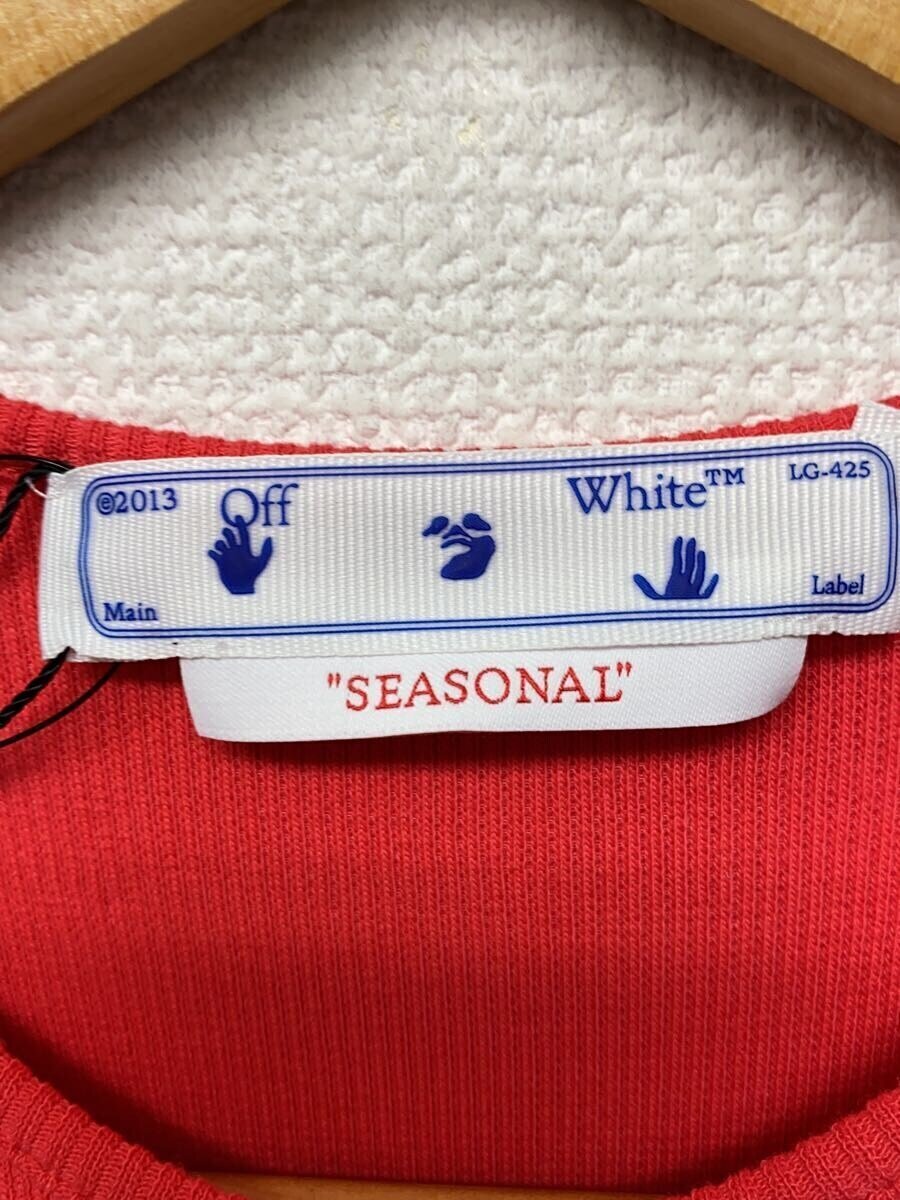 ©2013 Off White™ LG-425
Main Label
"SEASONAL"